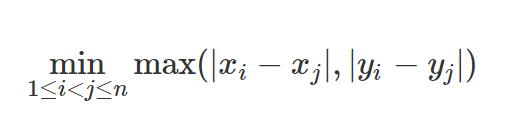 min max(|x_i − x_j|, |y_i − y_j|)
1≤i<j≤n